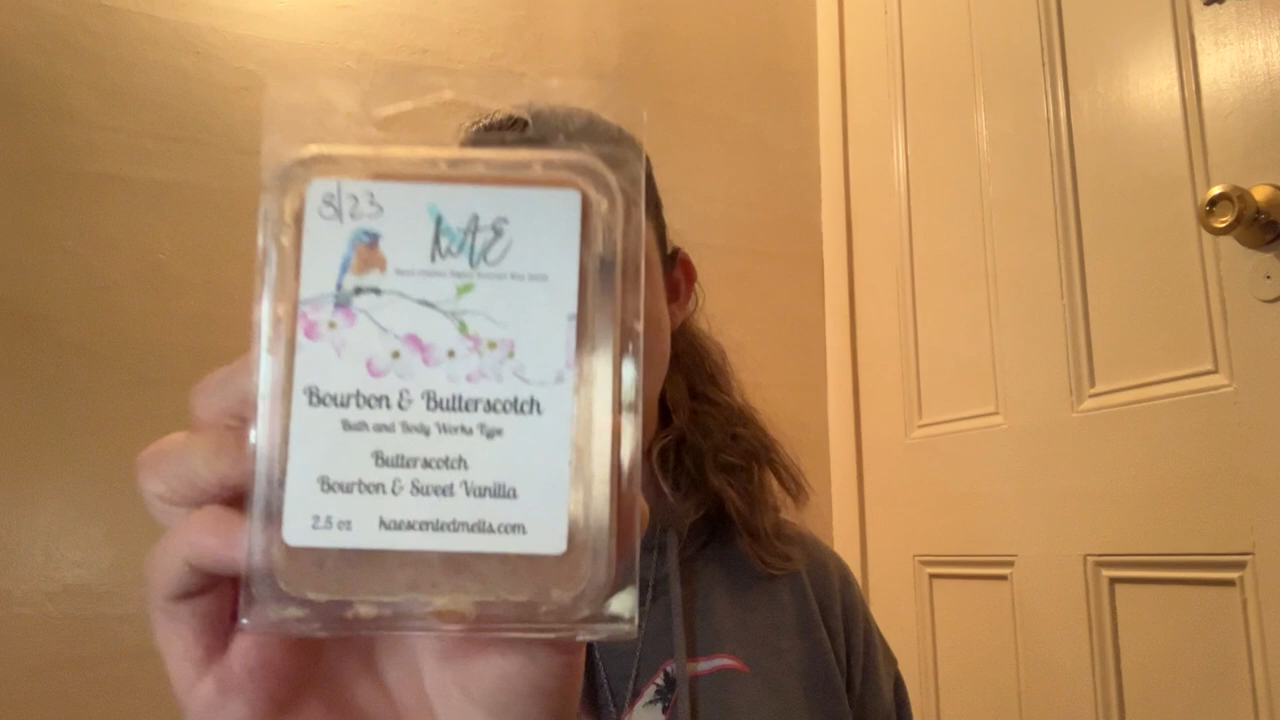 8/23
KAE
Bourbon & Butterscotch
Bath and Body Works Type
Butterscotch
Bourbon & Sweet Vanilla
2.5 oz kaescentedmelts.com